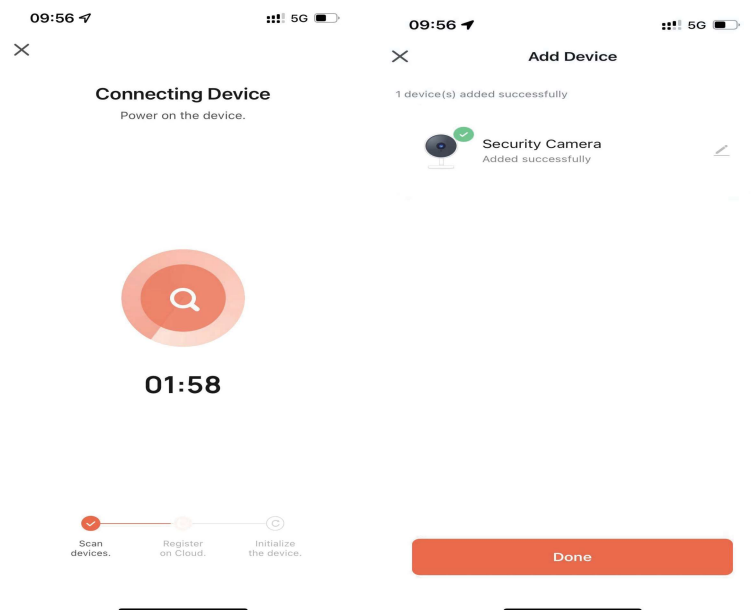 09:56
5G
Connecting Device
Power on the device.
01:58
Scan
devices.
Register
on Cloud.
Initialize
the device.
09:56
5G
Add Device
1 device(s) added successfully
Security Camera
Added successfully
Done